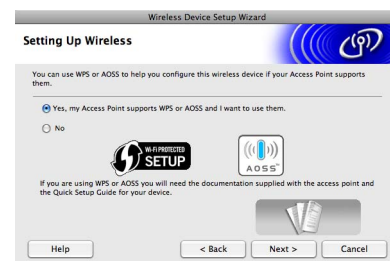 Wireless Device Setup Wizard
Setting Up Wireless
You can use WPS or AOSS to help you configure this wireless device if your Access Point supports
them.
Yes, my Access Point supports WPS or AOSS and I want to use them.
No
Wi-Fi PROTECTED
SETUP
AOSS™
If you are using WPS or AOSS you will need the documentation supplied with the access point and
the Quick Setup Guide for your device.
Help
< Back
Next >
Cancel